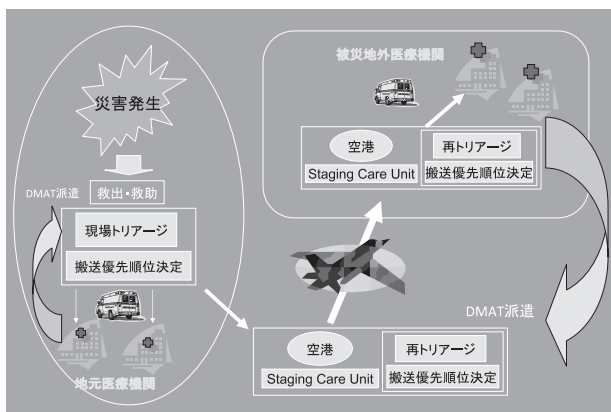 災害発生
DMAT派遣
救出・救助
現場トリアージ
搬送優先順位決定
地元医療機関
被災地外医療機関
空港
Staging Care Unit
再トリアージ
搬送優先順位決定
DMAT派遣
空港
Staging Care Unit
再トリアージ
搬送優先順位決定